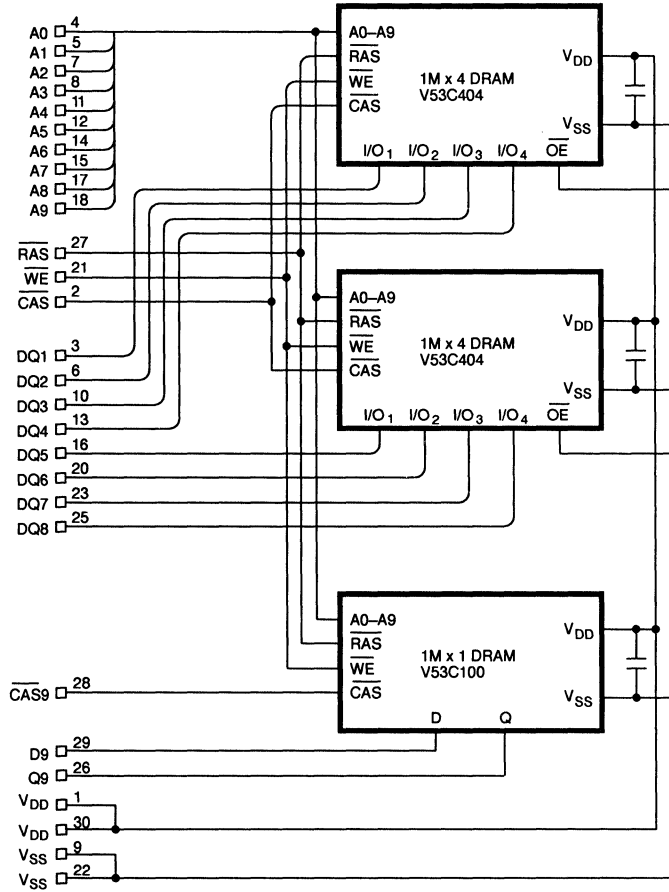 A0 4
A1 5
A2 7
A3 8
A4 11
A5 12
A6 14
A7 15
A8 17
A9 18
RAS 27
WE 21
CAS 2
DQ1 3
DQ2 6
DQ3 10
DQ4 13
DQ5 16
DQ6 20
DQ7 23
DQ8 25
CAS9 28
D9 29
Q9 26
VDD 1
VDD 30
VSS 9
VSS 22
A0–A9
RAS
WE
CAS
1M x 4 DRAM
V53C404
VDD
VSS
I/O1 I/O2 I/O3 I/O4 OE
A0–A9
RAS
WE
CAS
1M x 4 DRAM
V53C404
VDD
VSS
I/O1 I/O2 I/O3 I/O4 OE
A0–A9
RAS
WE
CAS
1M x 1 DRAM
V53C100
VDD
VSS
D Q